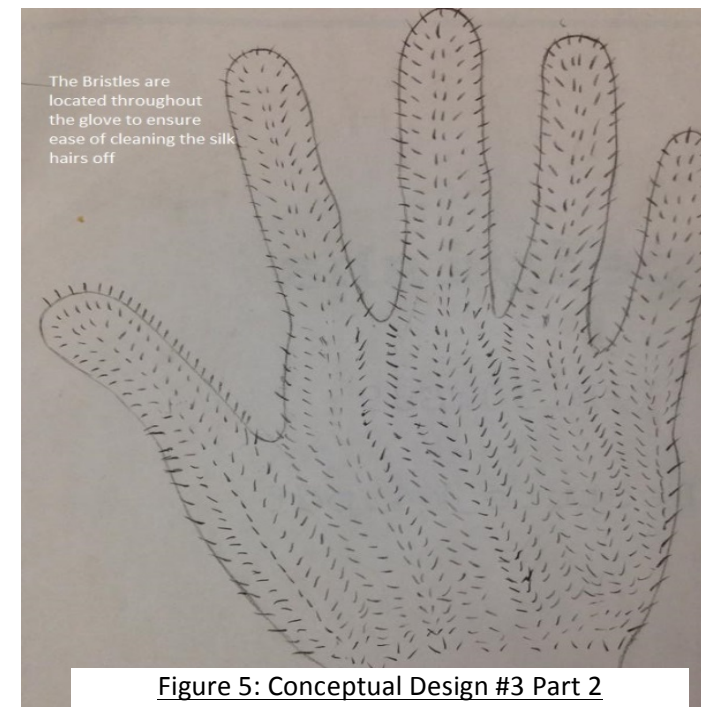 The Bristles are
located throughout
the glove to ensure
ease of cleaning the silk
hairs off
Figure 5: Conceptual Design #3 Part 2